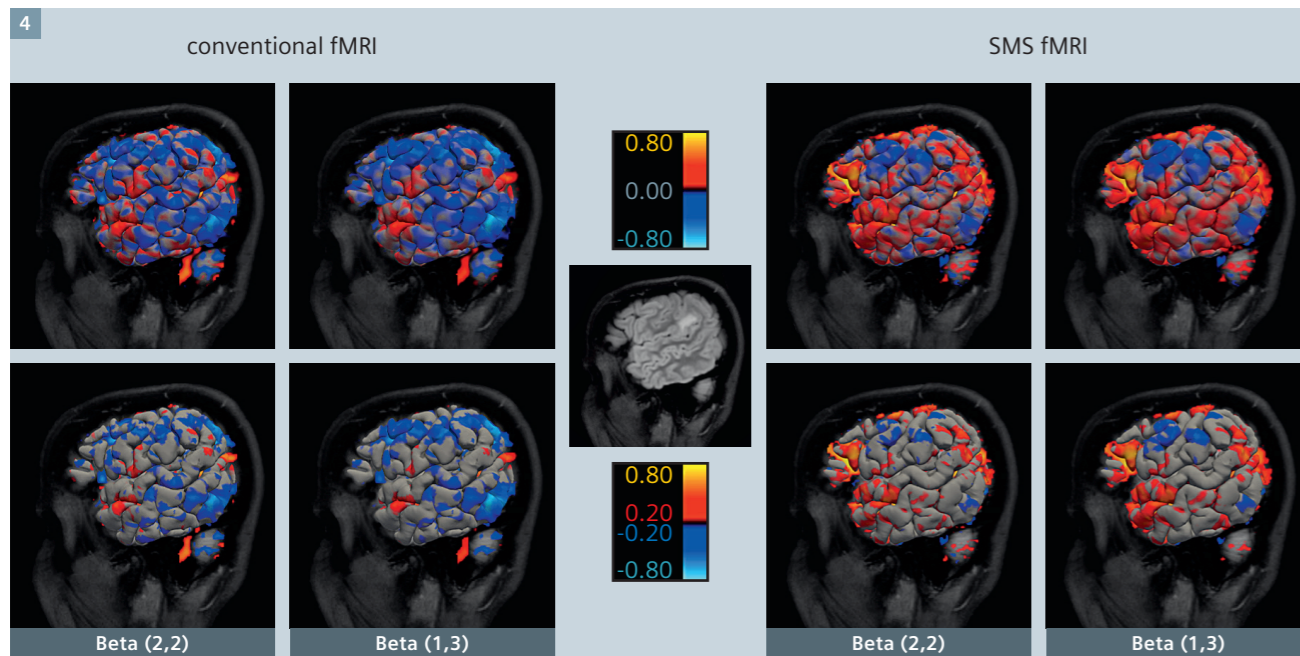 4
conventional fMRI
SMS fMRI
0.80
0.00
-0.80
0.80
0.20
-0.20
-0.80
Beta (2,2)
Beta (1,3)
Beta (2,2)
Beta (1,3)